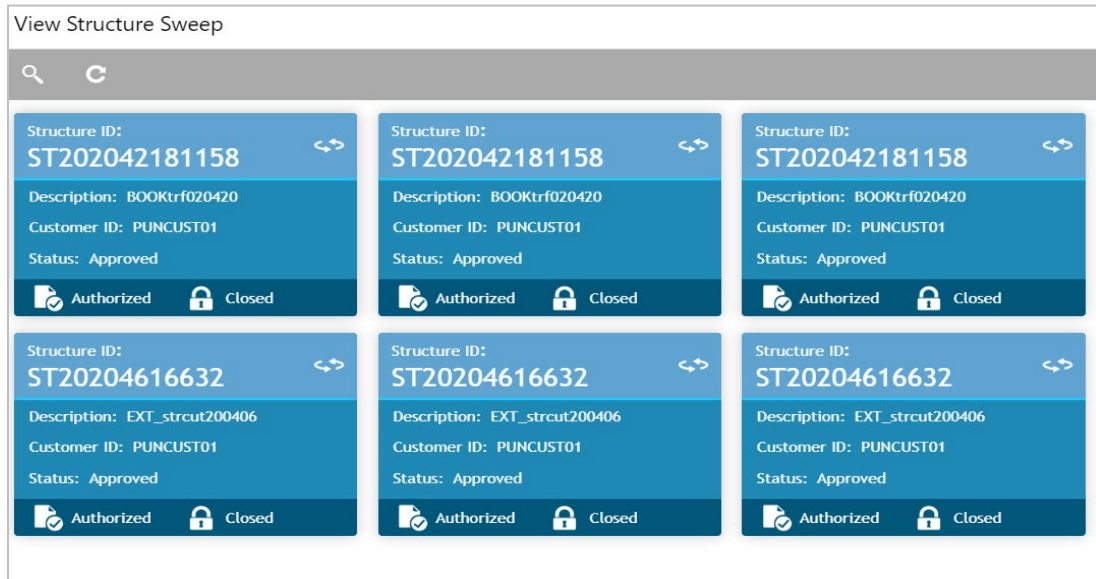 View Structure Sweep
Structure ID: Structure ID: Structure ID:
ST202042181158 ST202042181158 ST202042181158
Description: BOOKtrf020420 Description: BOOKtrf020420 Description: BOOKtrf020420
Customer ID: PUNCUST01 Customer ID: PUNCUST01 Customer ID: PUNCUST01
Status: Approved Status: Approved Status: Approved
Authorized Closed Authorized Closed Authorized Closed
Structure ID: Structure ID: Structure ID:
ST20204616632 ST20204616632 ST20204616632
Description: EXT_strcut200406 Description: EXT_strcut200406 Description: EXT_strcut200406
Customer ID: PUNCUST01 Customer ID: PUNCUST01 Customer ID: PUNCUST01
Status: Approved Status: Approved Status: Approved
Authorized Closed Authorized Closed Authorized Closed